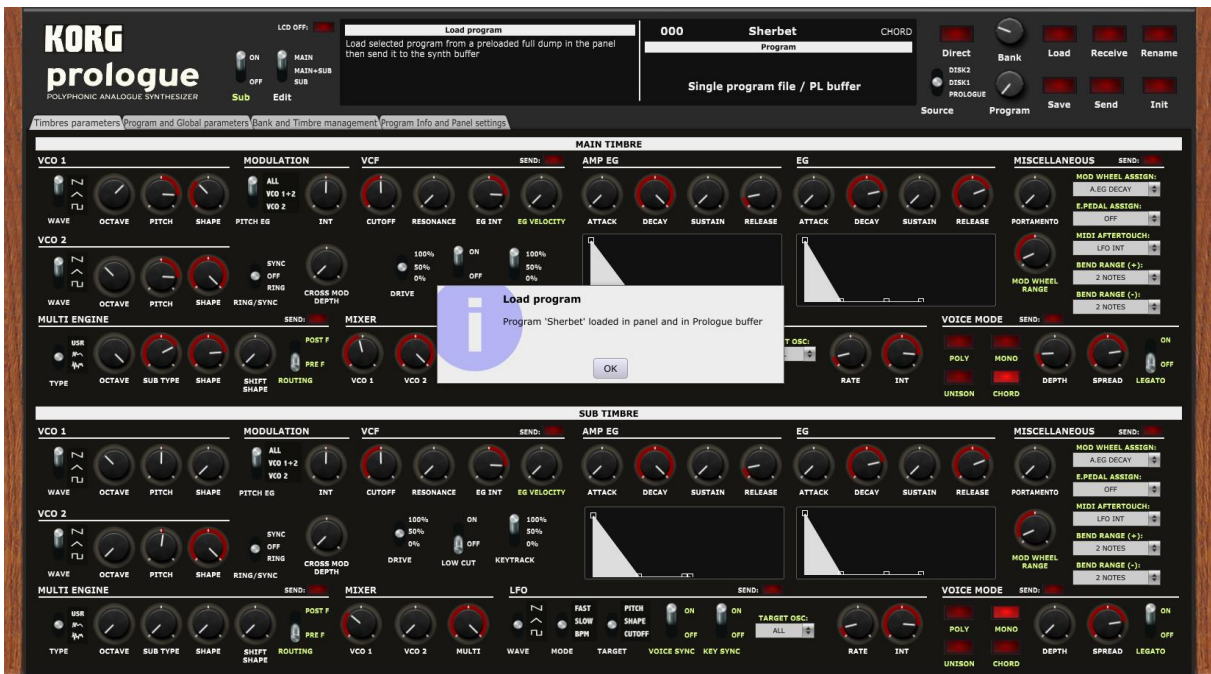 KORG
prologue
POLYPHONIC ANALOGUE SYNTHESIZER
LCD OFF:
ON
OFF
Sub
MAIN
MAIN+SUB
SUB
Edit
Load program
Load selected program from a preloaded full dump in the panel
then send it to the synth buffer
000 Sherbet CHORD
Program
Single program file / PL buffer
Direct
Bank
Load
Receive
Rename
DISK2
DISK1
PROLOGUE
Source
Program
Save
Send
Init
Timbres parameters
Program and Global parameters
Bank and Timbre management
Program Info and Panel settings
MAIN TIMBRE
VCO 1
WAVE
OCTAVE
PITCH
SHAPE
MODULATION
ALL
VCO 1+2
VCO 2
PITCH EG
INT
VCF
SEND:
CUTOFF
RESONANCE
EG INT
EG VELOCITY
AMP EG
ATTACK
DECAY
SUSTAIN
RELEASE
EG
ATTACK
DECAY
SUSTAIN
RELEASE
MISCELLANEOUS
SEND:
PORTAMENTO
MOD WHEEL ASSIGN:
A.EG DECAY
E.PEDAL ASSIGN:
OFF
MIDI AFTERTOUCH:
LFO INT
BEND RANGE (+):
2 NOTES
BEND RANGE (-):
2 NOTES
MOD WHEEL
RANGE
VCO 2
WAVE
OCTAVE
PITCH
SHAPE
SYNC
OFF
RING
RING/SYNC
CROSS MOD
DEPTH
100%
50%
0%
DRIVE
ON
OFF
100%
50%
0%
Load program
Program 'Sherbet' loaded in panel and in Prologue buffer
OK
MULTI ENGINE
SEND:
USR
TYPE
OCTAVE
SUB TYPE
SHAPE
SHIFT
SHAPE
POST F
PRE F
ROUTING
MIXER
VCO 1
VCO 2
T OSC:
RATE
INT
VOICE MODE
SEND:
POLY
MONO
UNISON
CHORD
DEPTH
SPREAD
ON
OFF
LEGATO
SUB TIMBRE
VCO 1
WAVE
OCTAVE
PITCH
SHAPE
MODULATION
ALL
VCO 1+2
VCO 2
PITCH EG
INT
VCF
SEND:
CUTOFF
RESONANCE
EG INT
EG VELOCITY
AMP EG
ATTACK
DECAY
SUSTAIN
RELEASE
EG
ATTACK
DECAY
SUSTAIN
RELEASE
MISCELLANEOUS
SEND:
PORTAMENTO
MOD WHEEL ASSIGN:
A.EG DECAY
E.PEDAL ASSIGN:
OFF
MIDI AFTERTOUCH:
LFO INT
BEND RANGE (+):
2 NOTES
BEND RANGE (-):
2 NOTES
MOD WHEEL
RANGE
VCO 2
WAVE
OCTAVE
PITCH
SHAPE
SYNC
OFF
RING
RING/SYNC
CROSS MOD
DEPTH
100%
50%
0%
DRIVE
ON
OFF
LOW CUT
100%
50%
0%
KEYTRACK
MULTI ENGINE
SEND:
USR
TYPE
OCTAVE
SUB TYPE
SHAPE
SHIFT
SHAPE
POST F
PRE F
ROUTING
MIXER
VCO 1
VCO 2
MULTI
LFO
SEND:
WAVE
FAST
SLOW
BPM
MODE
PITCH
SHAPE
CUTOFF
TARGET
ON
OFF
VOICE SYNC
ON
OFF
KEY SYNC
TARGET OSC:
ALL
RATE
INT
VOICE MODE
SEND:
POLY
MONO
UNISON
CHORD
DEPTH
SPREAD
ON
OFF
LEGATO